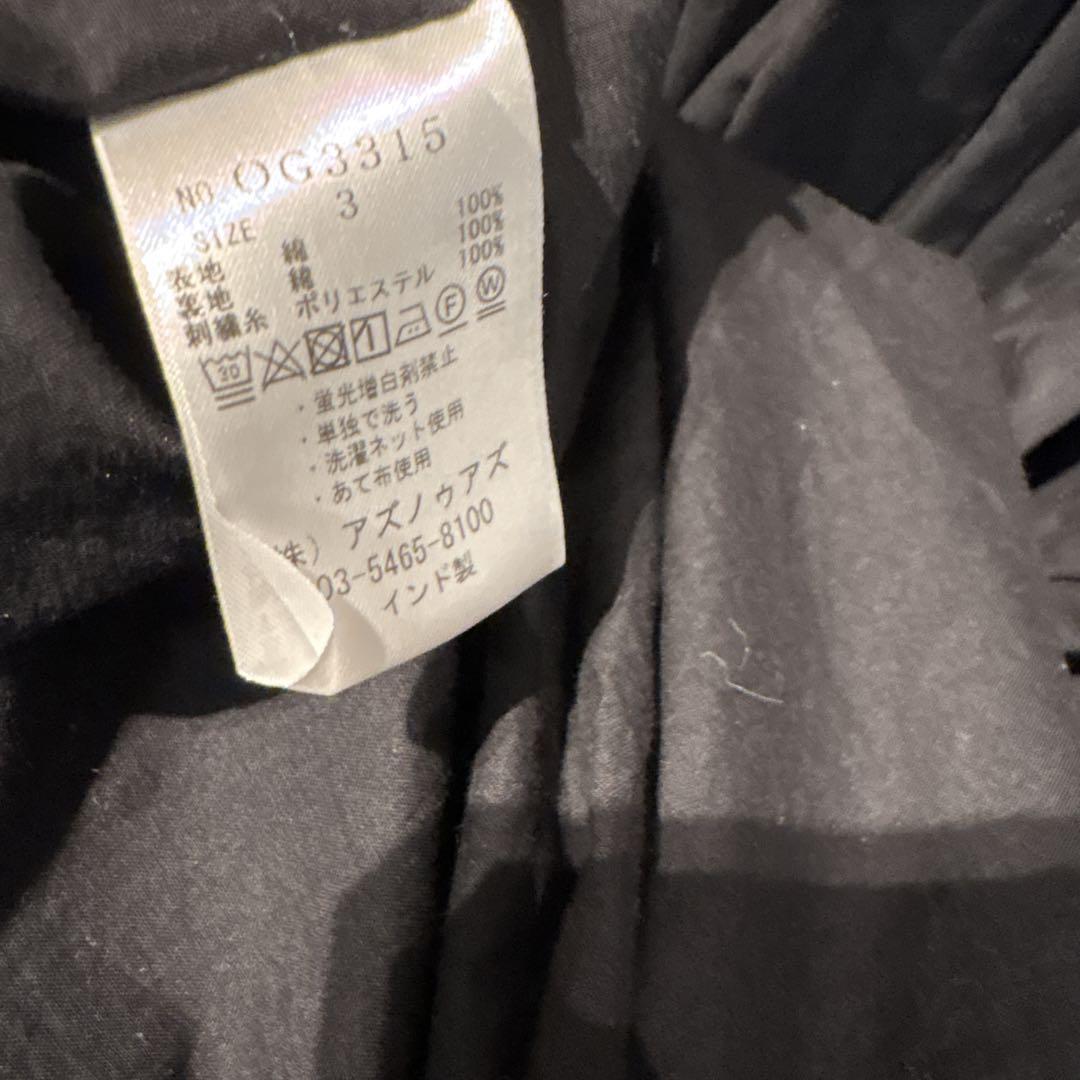 NO OG3315
SIZE 3
表地 綿 100%
裏地 綿 100%
刺繍糸 ポリエステル 100%
30 F W
・蛍光増白剤禁止
・単独で洗う
・洗濯ネット使用
・あて布使用
株) アズノゥアズ
03-5465-8100
インド製